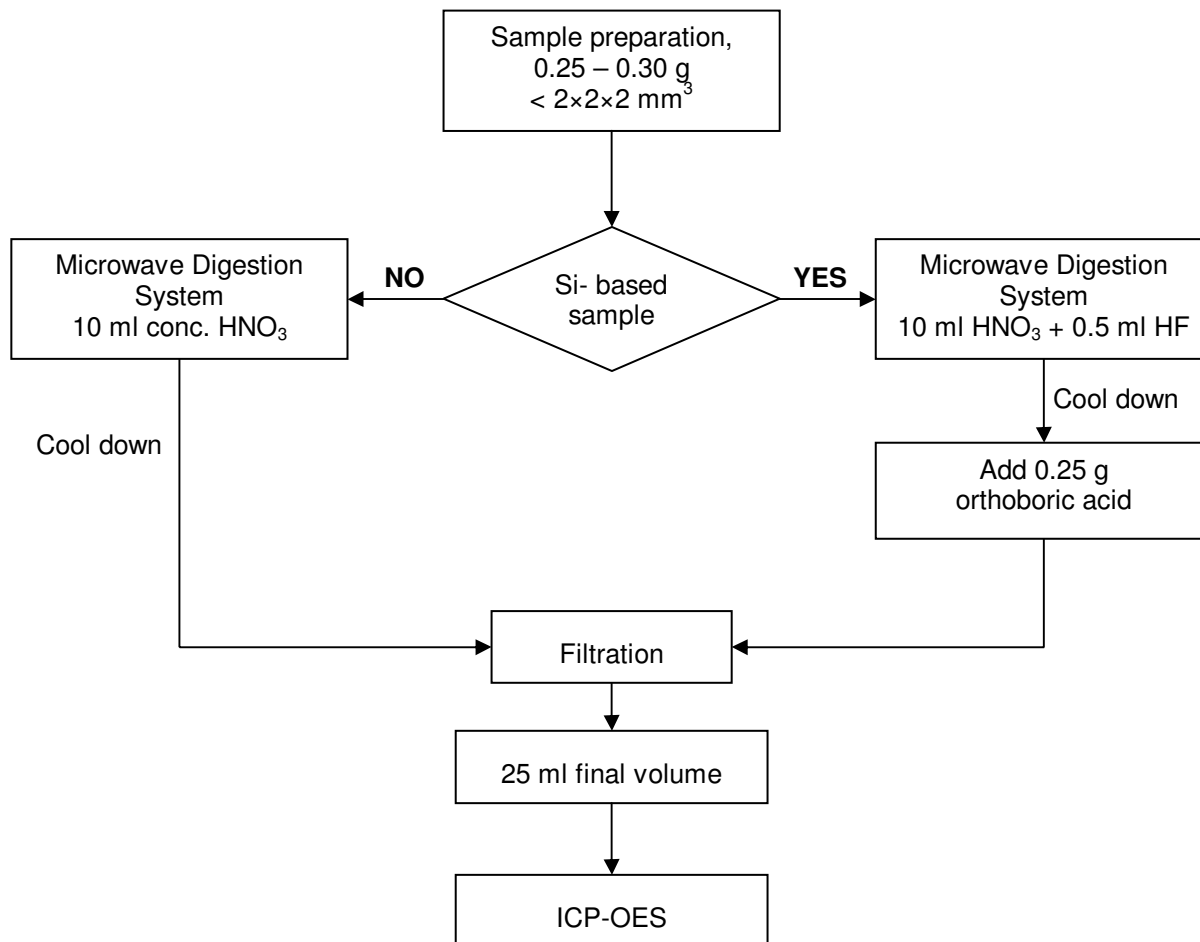 Sample preparation,
0.25 – 0.30 g
< 2×2×2 mm³
Microwave Digestion
System
10 ml conc. HNO₃
NO
Si- based
sample
YES
Microwave Digestion
System
10 ml HNO₃ + 0.5 ml HF
Cool down
Cool down
Add 0.25 g
orthoboric acid
Filtration
25 ml final volume
ICP-OES